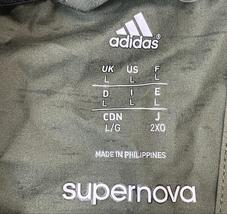 adidas
UK US F
L L L
D I E
L L L
CDN J
L/G 2XO
MADE IN PHILIPPINES
supernova